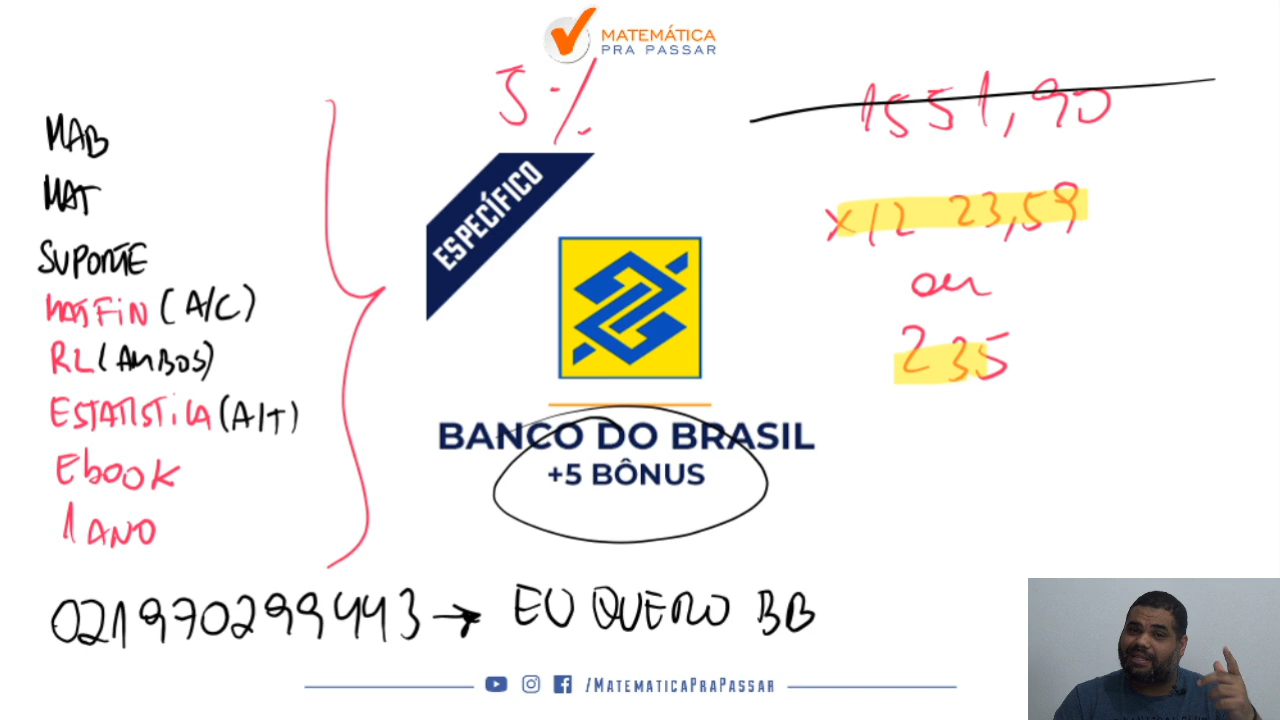 MATEMÁTICA
PRA PASSAR
5%
1551,90
MAB
MAT
SUPORTE
MATFIN (A/C)
RL (AMBOS)
ESTATÍSTICA (A/T)
Ebook
1 ANO
ESPECÍFICO
BANCO DO BRASIL
+5 BÔNUS
x12 23,59
ou
235
021970299443 → EU QUERO BB
/MATEMATICAPRAPASSAR